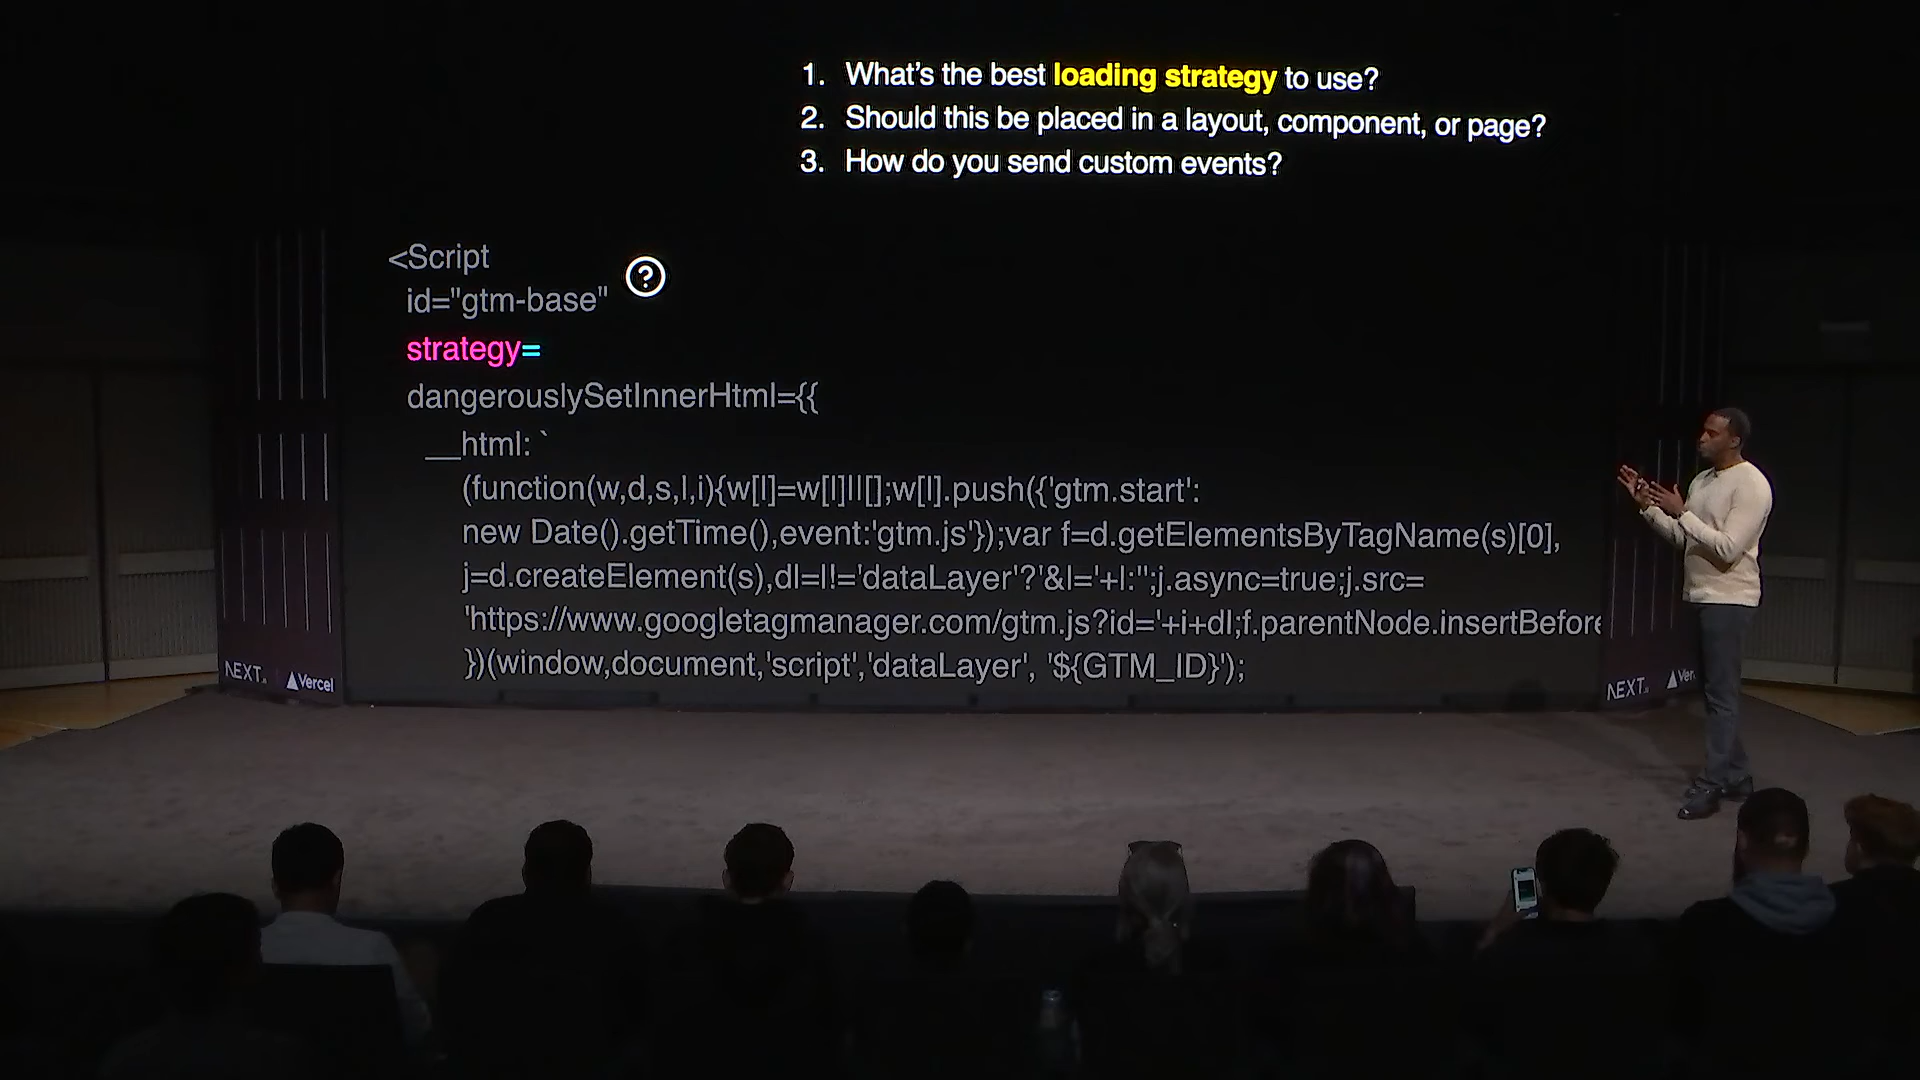 1. What's the best loading strategy to use?
2. Should this be placed in a layout, component, or page?
3. How do you send custom events?
<Script
id="gtm-base"
?
strategy=
dangerouslySetInnerHtml={{
__html: `
(function(w,d,s,l,i){w[l]=w[l]||[];w[l].push({'gtm.start':
new Date().getTime(),event:'gtm.js'});var f=d.getElementsByTagName(s)[0],
j=d.createElement(s),dl=l!='dataLayer'?'&l='+l:'';j.async=true;j.src=
'https://www.googletagmanager.com/gtm.js?id='+i+dl;f.parentNode.insertBefore
})(window,document,'script','dataLayer', '${GTM_ID}');
NEXT.JS Vercel
NEXT.JS Ver